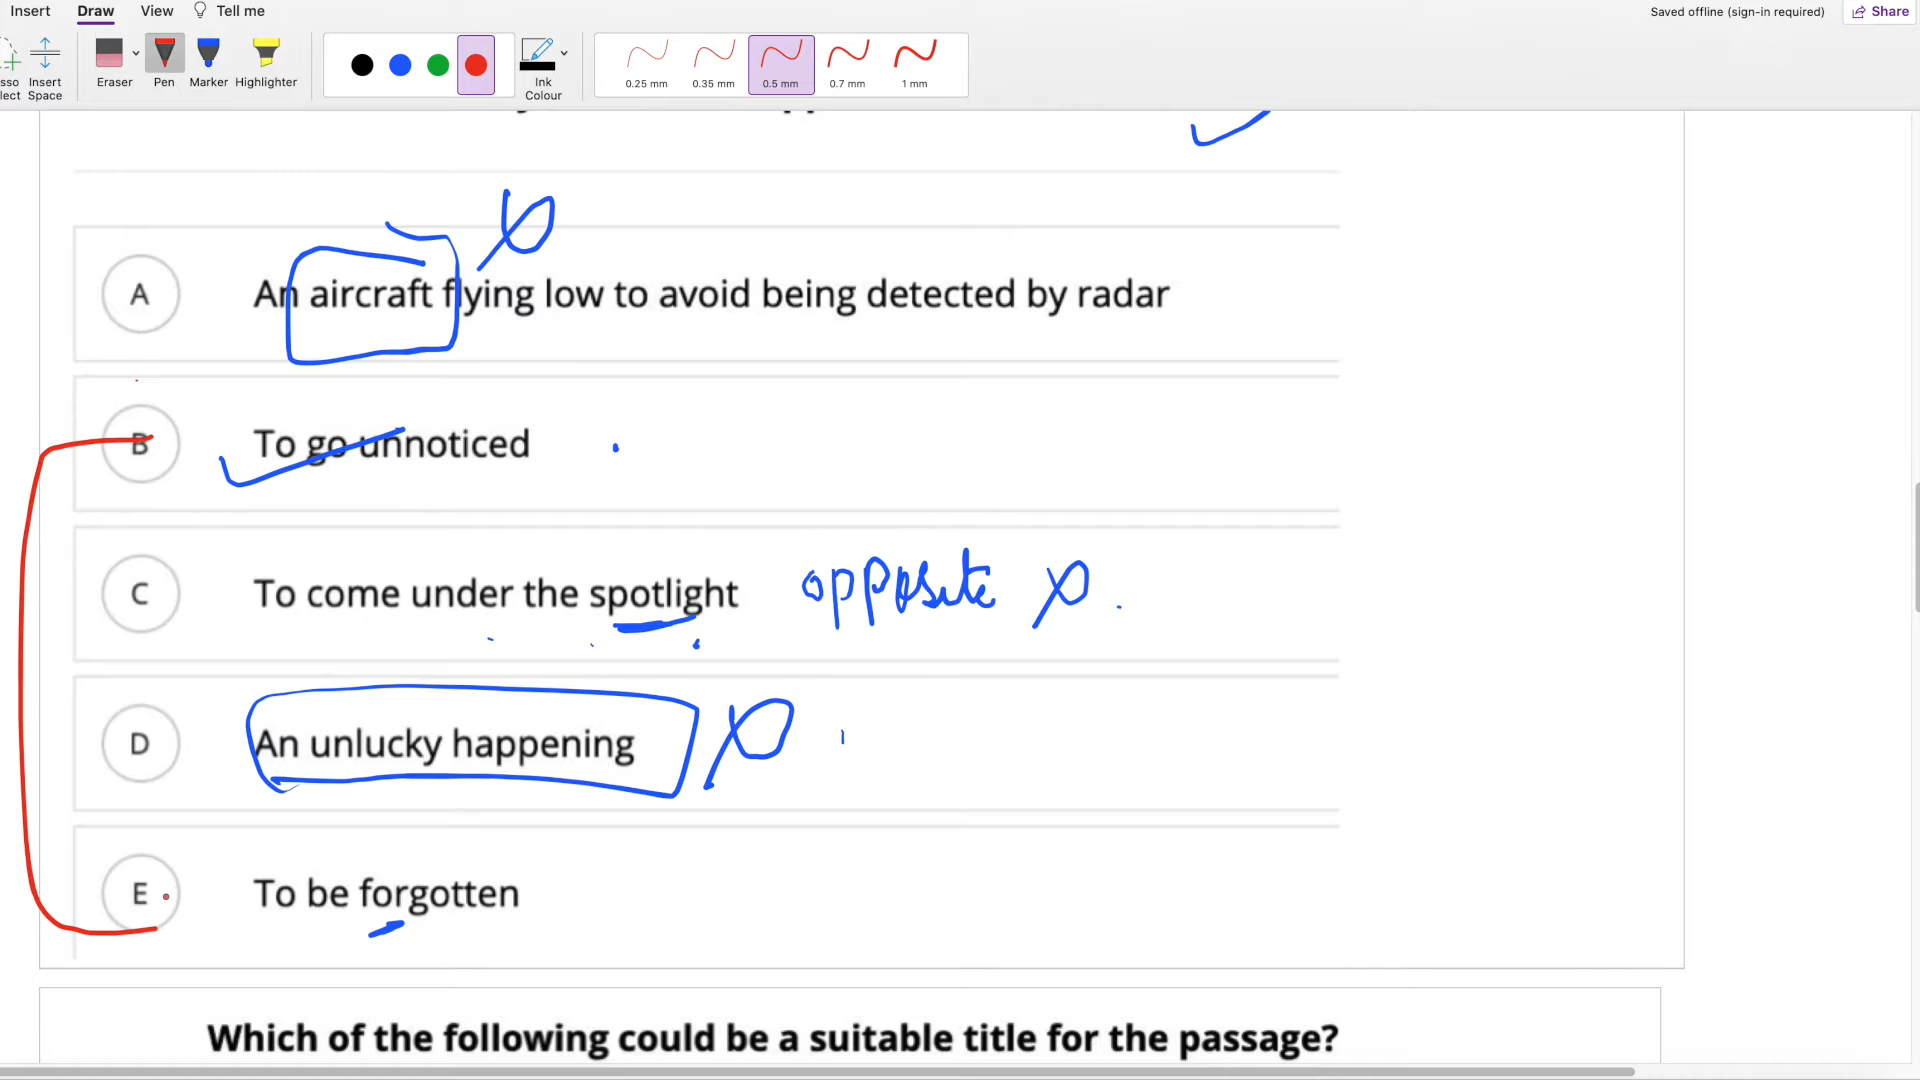 Insert Draw View Tell me Saved offline (sign-in required) Share
sso Insert Eraser Pen Marker Highlighter Ink 0.25 mm 0.35 mm 0.5 mm 0.7 mm 1 mm
lect Space Colour
A An aircraft flying low to avoid being detected by radar
B To go unnoticed
C To come under the spotlight opposite
D An unlucky happening
E To be forgotten
Which of the following could be a suitable title for the passage?